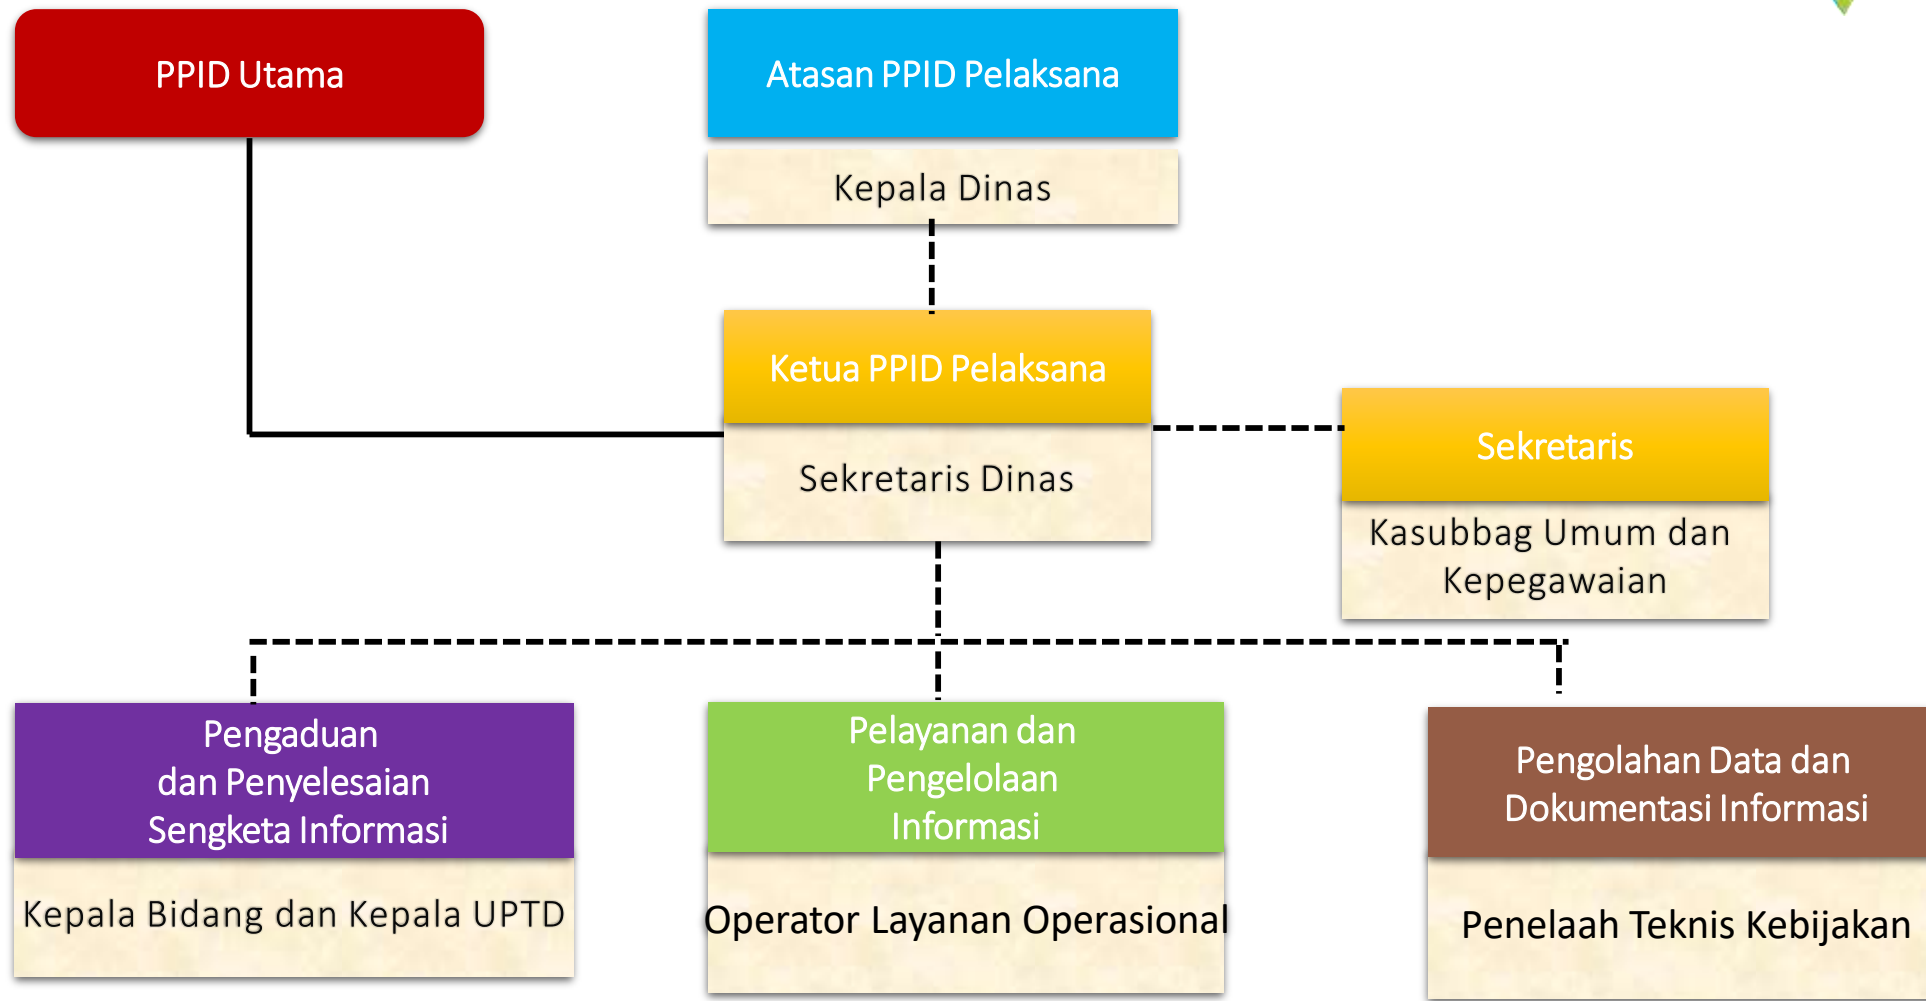 PPID Utama
Atasan PPID Pelaksana
Kepala Dinas
Ketua PPID Pelaksana
Sekretaris Dinas
Sekretaris
Kasubbag Umum dan
Kepegawaian
Pengaduan
dan Penyelesaian
Sengketa Informasi
Kepala Bidang dan Kepala UPTD
Pelayanan dan
Pengelolaan
Informasi
Operator Layanan Operasional
Pengolahan Data dan
Dokumentasi Informasi
Penelaah Teknis Kebijakan